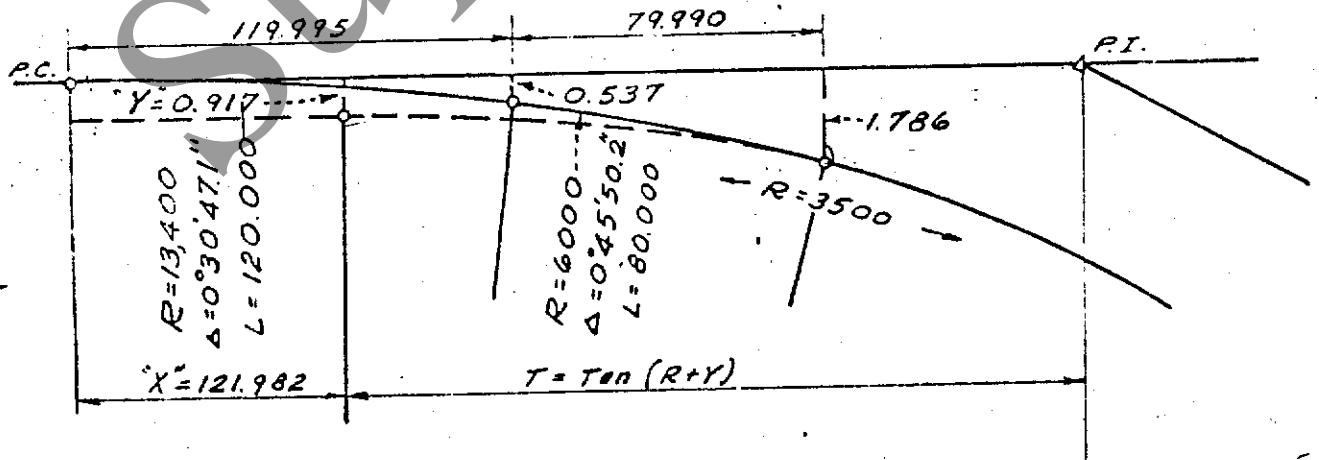 119.995
79.990
P.C.
P.I.
"Y"=0.917
0.537
1.786
R=13,400
Δ=0°30'47.1"
L=120.000
R=6000
Δ=0°45'50.2"
L=80.000
R=3500
"X"=121.982
T=Tan (R+Y)